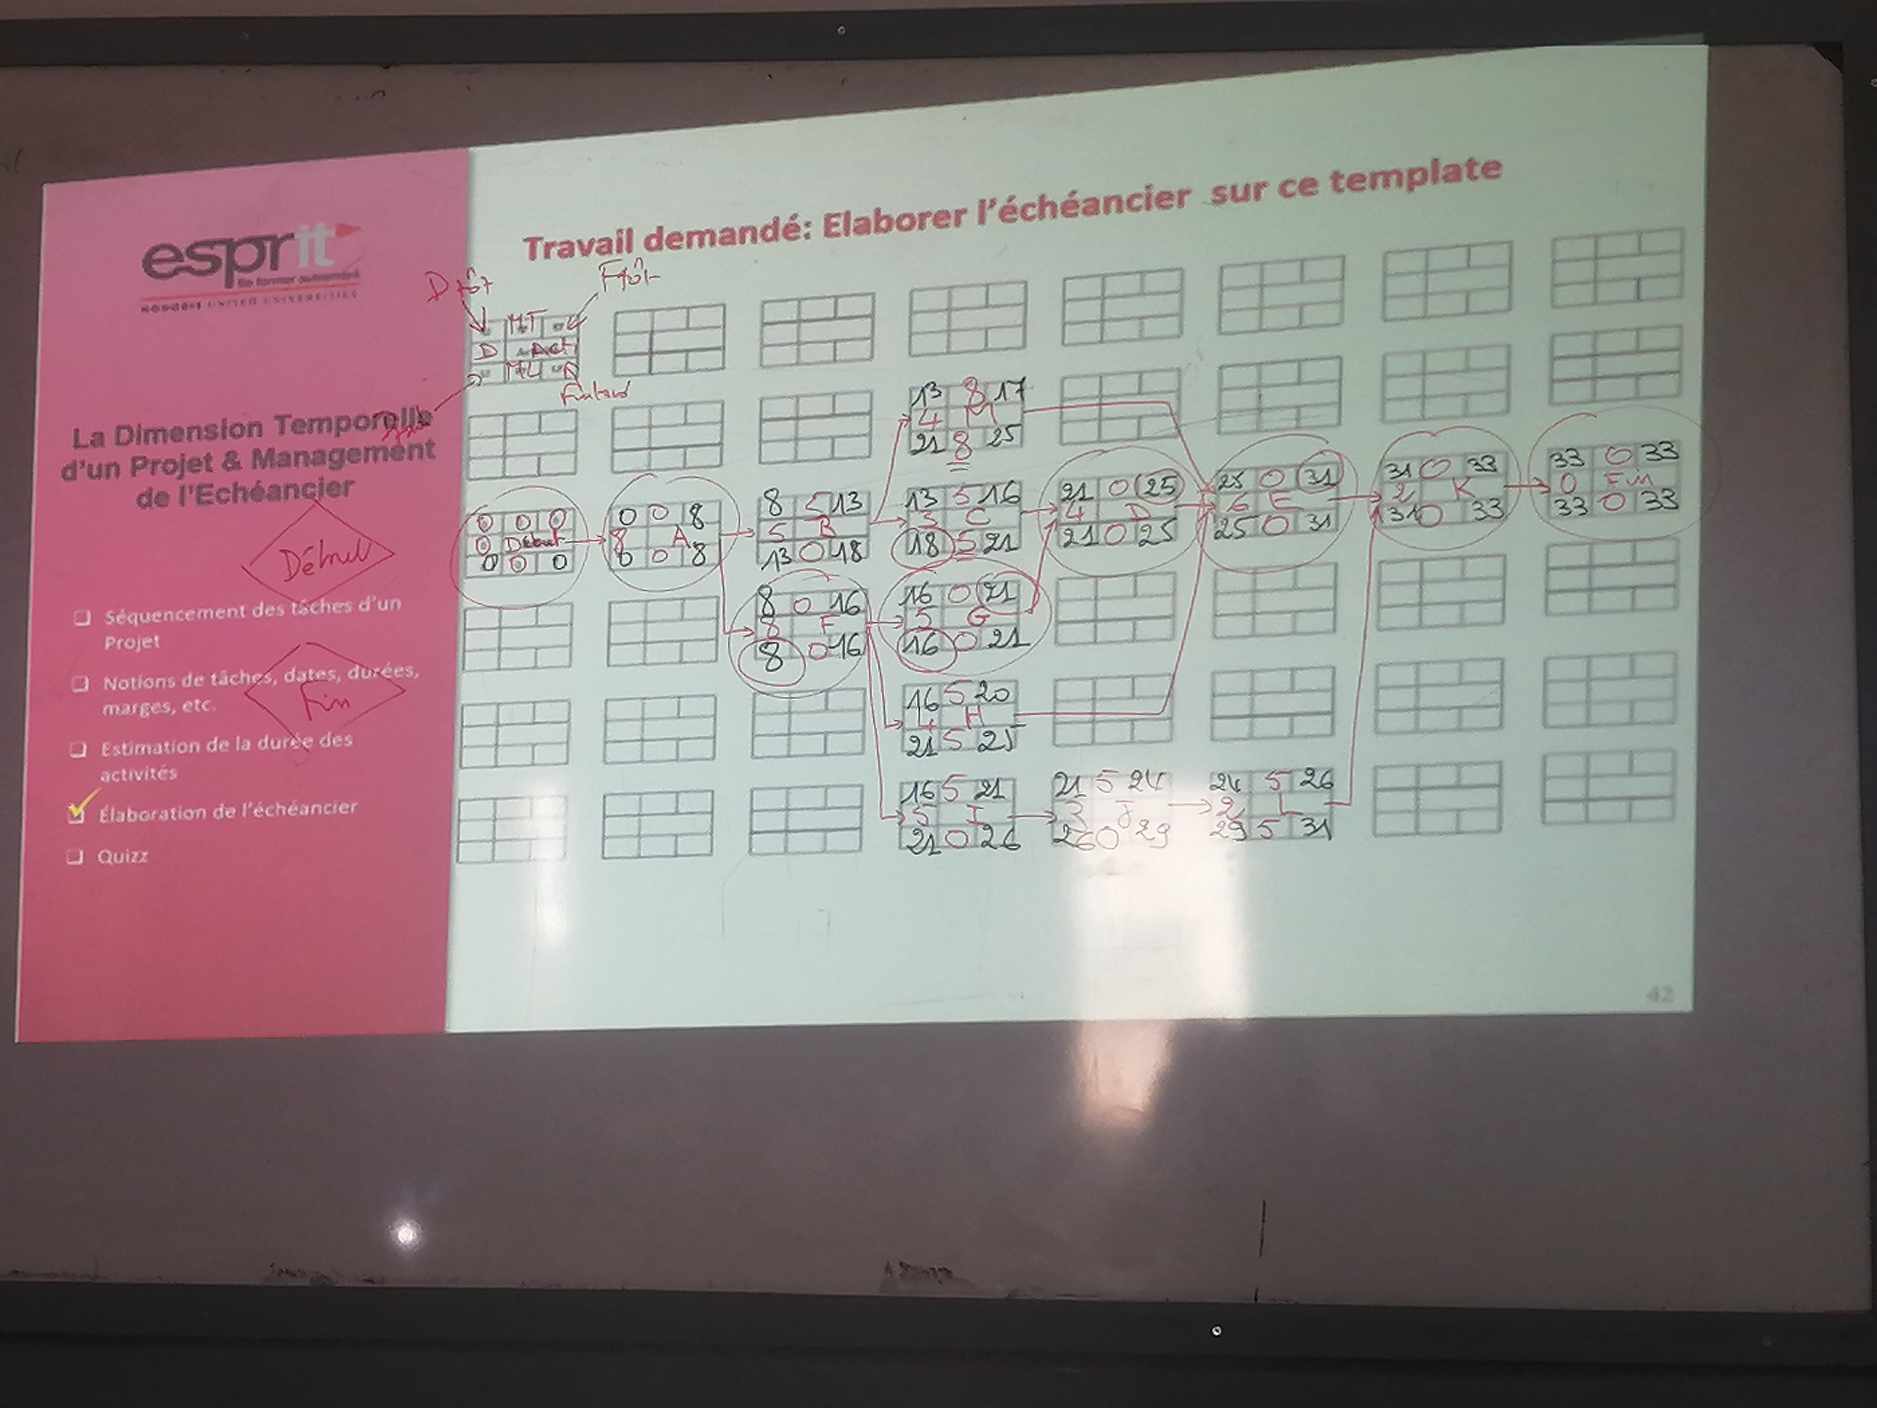 Travail demandé: Elaborer l'échéancier sur ce template
esprit
Se former autrement
HONORIS UNITED UNIVERSITIES
La Dimension Temporelle
d'un Projet & Management
de l'Echéancier
Début
Séquencement des tâches d'un
Projet
Notions de tâches, dates, durées,
marges, etc.
Fin
Estimation de la durée des
activités
Élaboration de l'échéancier
Quizz
D tôt
F tôt
MT
D Act
ML
13 8 17
4 M
21 8 25
0 0 0
0 Début
0 0 0
0 0 8
8 A
0 0 8
8 5 13
5 B
13 0 18
13 5 16
3 C
18 5 21
21 0 25
4 D
21 0 25
25 0 31
6 E
25 0 31
31 0 33
2 K
31 0 33
33 0 33
0 Fin
33 0 33
8 0 16
8 F
8 0 16
16 0 21
5 G
16 0 21
16 5 20
4 H
21 5 25
16 5 21
5 I
21 0 26
21 5 24
3 J
26 0 29
24 5 26
2 L
29 5 31
42